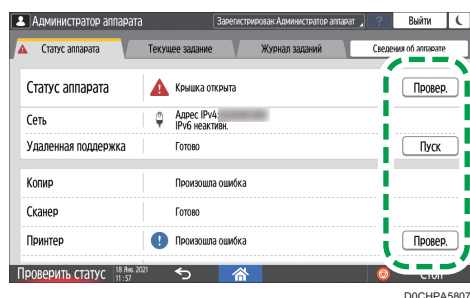 Администратор аппарата
Зарегистрирован:Администратор аппарат
?
Выйти
Статус аппарата
Текущее задание
Журнал заданий
Сведения об аппарате
Статус аппарата
Крышка открыта
Провер.
Сеть
Адрес IPv4:
IPv6 неактивн.
Удаленная поддержка
Готово
Пуск
Копир
Произошла ошибка
Сканер
Готово
Принтер
Произошла ошибка
Провер.
Проверить статус
18 Янв. 2021
11:57
Стоп
D0CHPA5807